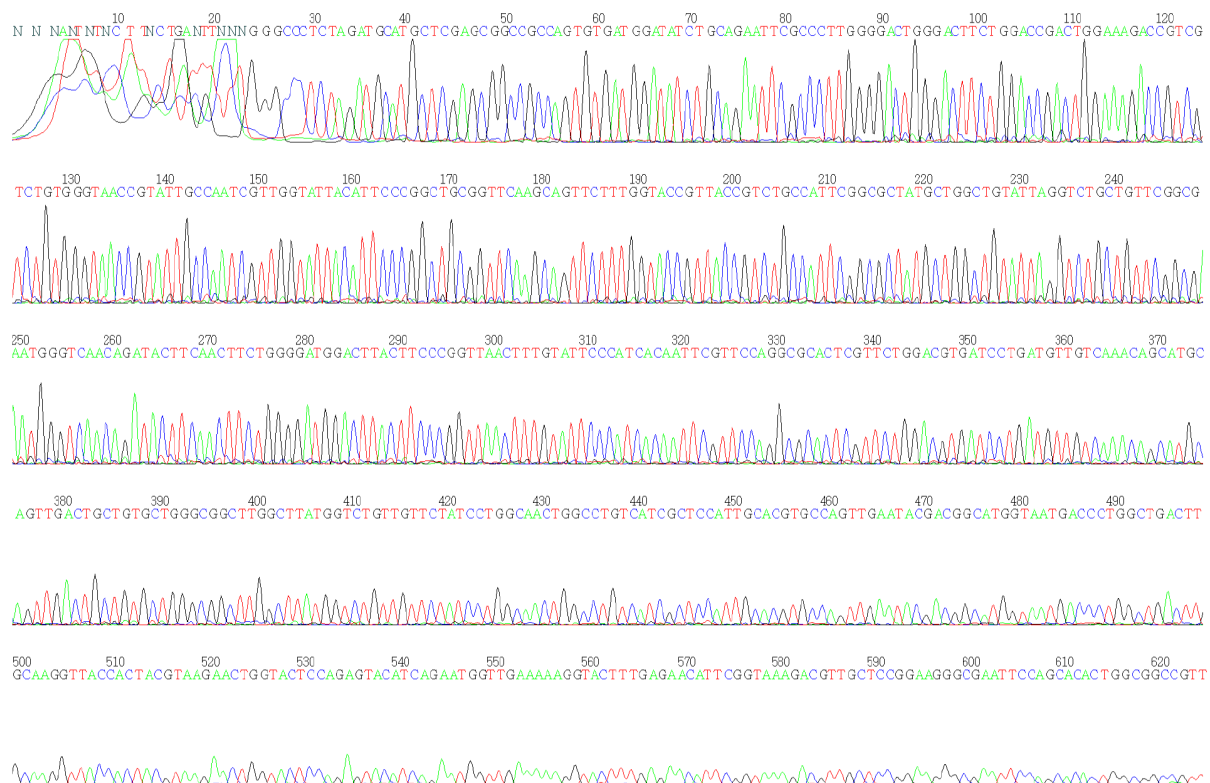 10 20 30 40 50 60 70 80 90 100 110 120
N N NANTNTNCT TNCTGANTTNNNGGGCCCTCTAGATGCATGCTCGAGCGGCCGCCAGTGTGATGGATATCTGCAGAATTCGCCCTTGGGGACTGGGACTTCTGGACCGACTGGAAAGACCGTCG
130 140 150 160 170 180 190 200 210 220 230 240
TCTGTGGGTAACCGTATTGCCAATCGTTGGTATTACATTCCCGGCTGCGGTTCAAGCAGTTCTTTGGTACCGTTACCGTCTGCCATTCGGCGCTATGCTGGCTGTATTAGGTCTGCTGTTCGGCG
250 260 270 280 290 300 310 320 330 340 350 360 370
AATGGGTCAACAGATACTTCAACTTCTGGGGATGGACTTACTTCCCGGTTAACTTTGTATTCCCATCACAATTCGTTCCAGGCGCACTCGTTCTGGACGTGATCCTGATGTTGTCAAACAGCATGC
380 390 400 410 420 430 440 450 460 470 480 490
AGTTGACTGCTGTGCTGGGCGGCTTGGCTTATGGTCTGTTGTTCTATCCTGGCAACTGGCCTGTCATCGCTCCATTGCACGTGCCAGTTGAATACGACGGCATGGTAATGACCCTGGCTGACTT
500 510 520 530 540 550 560 570 580 590 600 610 620
GCAAGGTTACCACTACGTAAGAACTGGTACTCCAGAGTACATCAGAATGGTTGAAAAAGGTACTTTGAGAACATTCGGTAAAGACGTTGCTCCGGAAGGGCGAATTCCAGCACACTGGCGGCCGTT